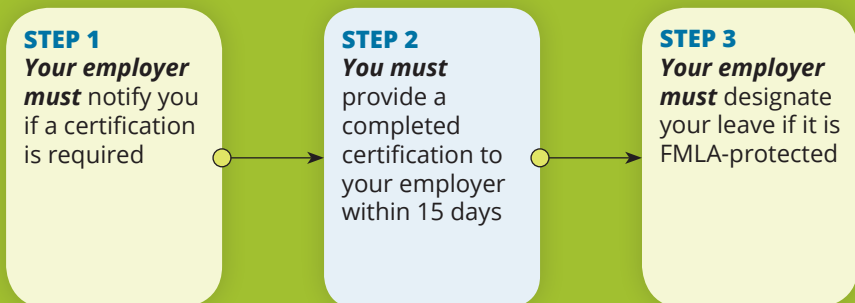 STEP 1
Your employer
must notify you
if a certification
is required
STEP 2
You must
provide a
completed
certification to
your employer
within 15 days
STEP 3
Your employer
must designate
your leave if it is
FMLA-protected